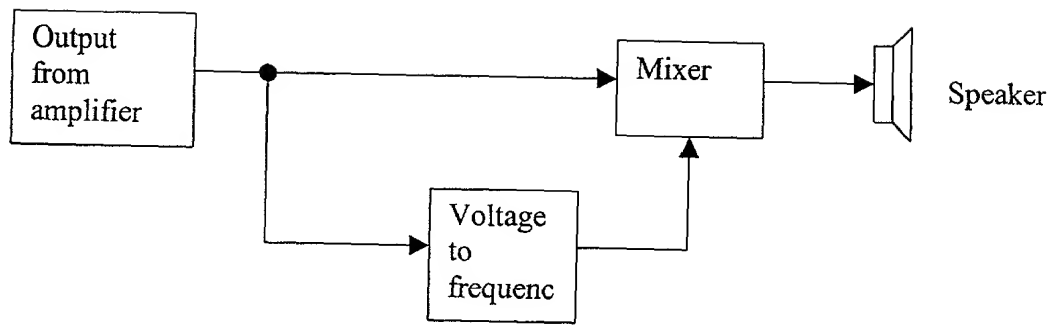 Output
from
amplifier
Mixer
Speaker
Voltage
to
frequenc